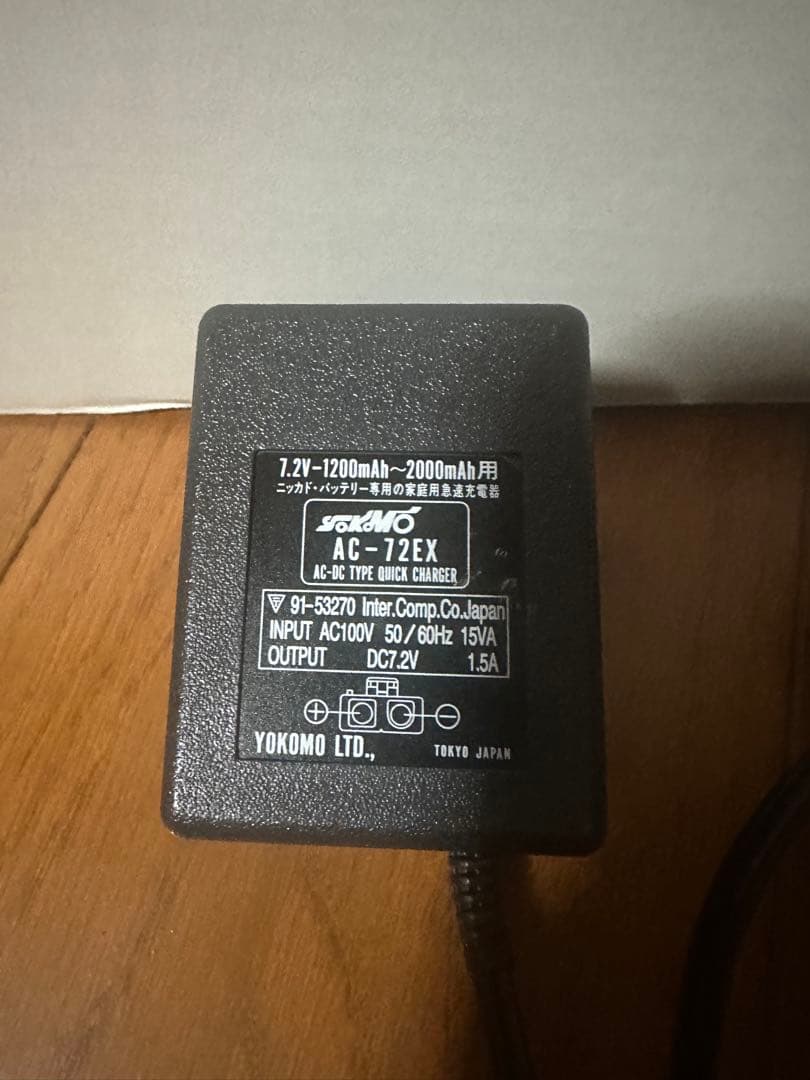 7.2V-1200mAh～2000mAh用
ニッカド・バッテリー専用の家庭用急速充電器
YOKOMO
AC-72EX
AC-DC TYPE QUICK CHARGER
▽ 91-53270 Inter.Comp.Co.Japan
INPUT AC100V 50/60Hz 15VA
OUTPUT DC7.2V 1.5A
+ −
YOKOMO LTD., TOKYO JAPAN